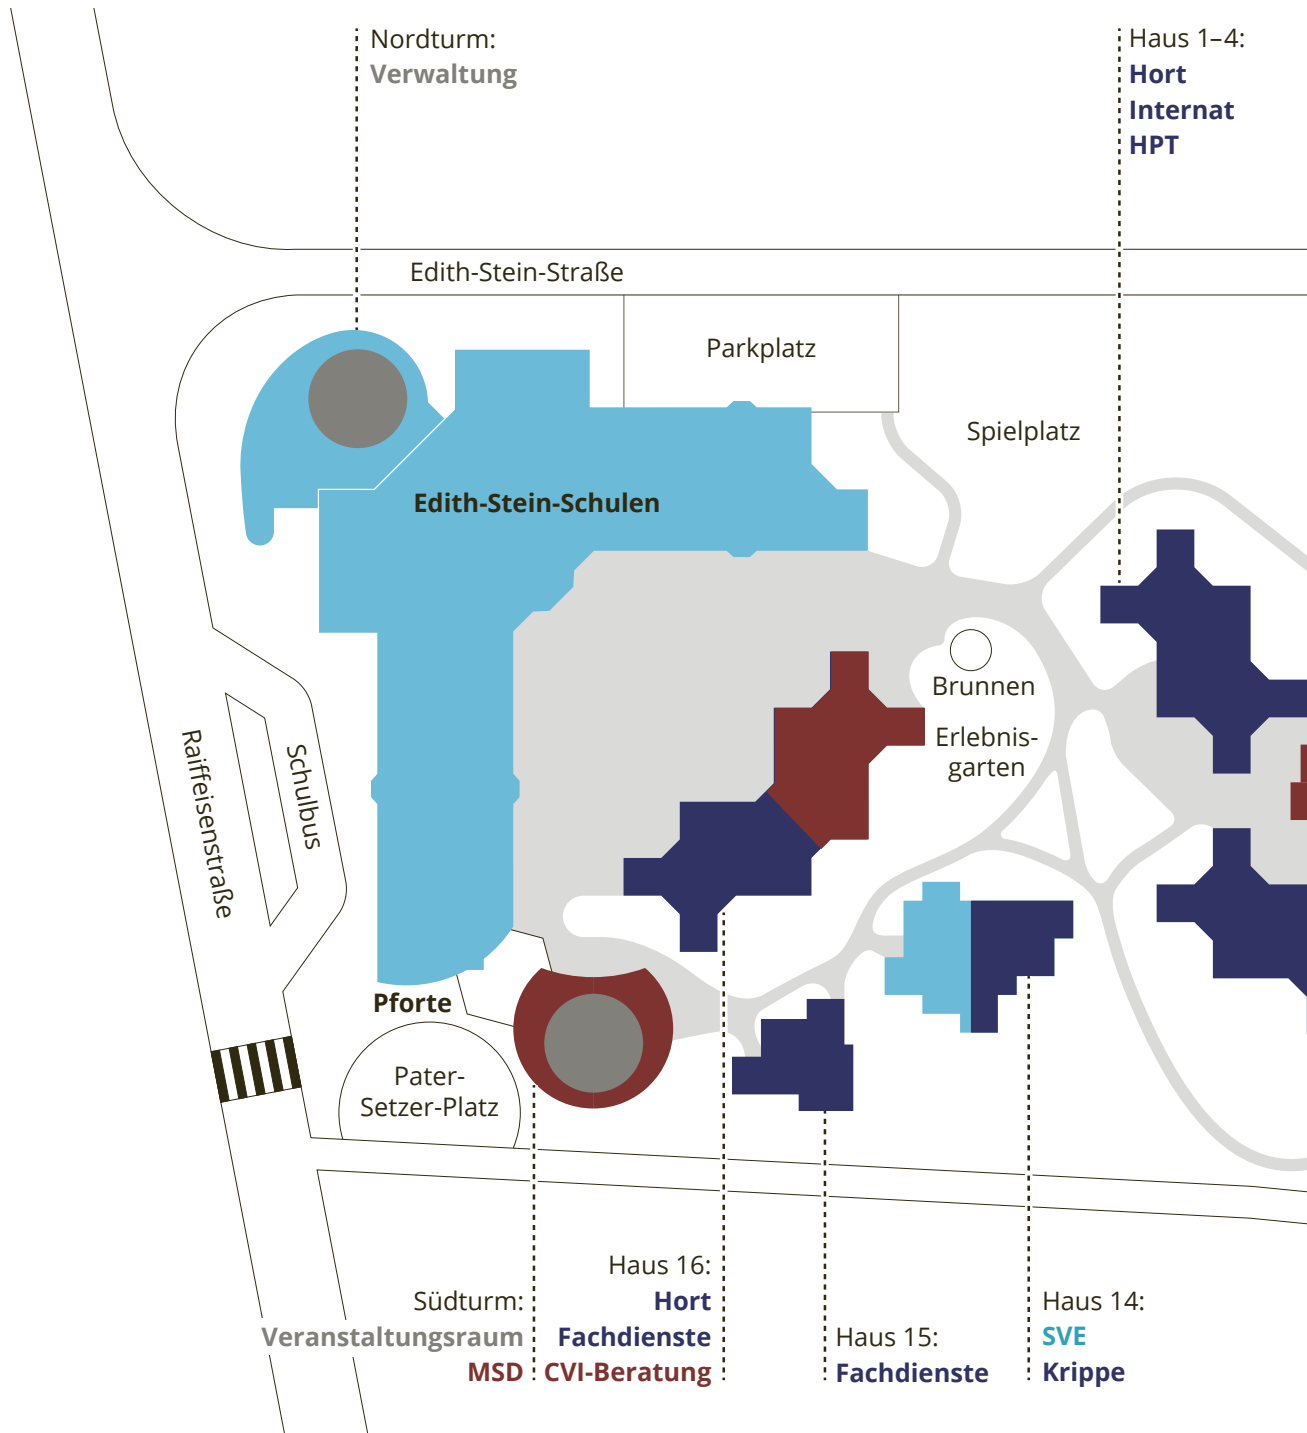 Nordturm:
Verwaltung
Haus 1–4:
Hort
Internat
HPT
Edith-Stein-Straße
Parkplatz
Spielplatz
Edith-Stein-Schulen
Brunnen
Erlebnis-
garten
Raiffeisenstraße
Schulbus
Pforte
Pater-
Setzer-Platz
Südturm:
Veranstaltungsraum
MSD
Haus 16:
Hort
Fachdienste
CVI-Beratung
Haus 15:
Fachdienste
Haus 14:
SVE
Krippe